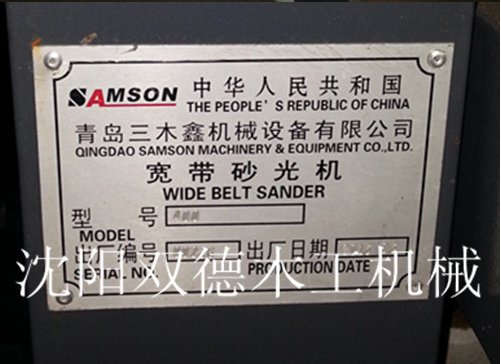 SAMSON 中华人民共和国
THE PEOPLE'S REPUBLIC OF CHINA
青岛三木鑫机械设备有限公司
QINGDAO SAMSON MACHINERY & EQUIPMENT CO.,LTD.
宽带砂光机
WIDE BELT SANDER
型 号
MODEL
出厂编号 出厂日期
SERIAL NO. PRODUCTION DATE
沈阳双德木工机械